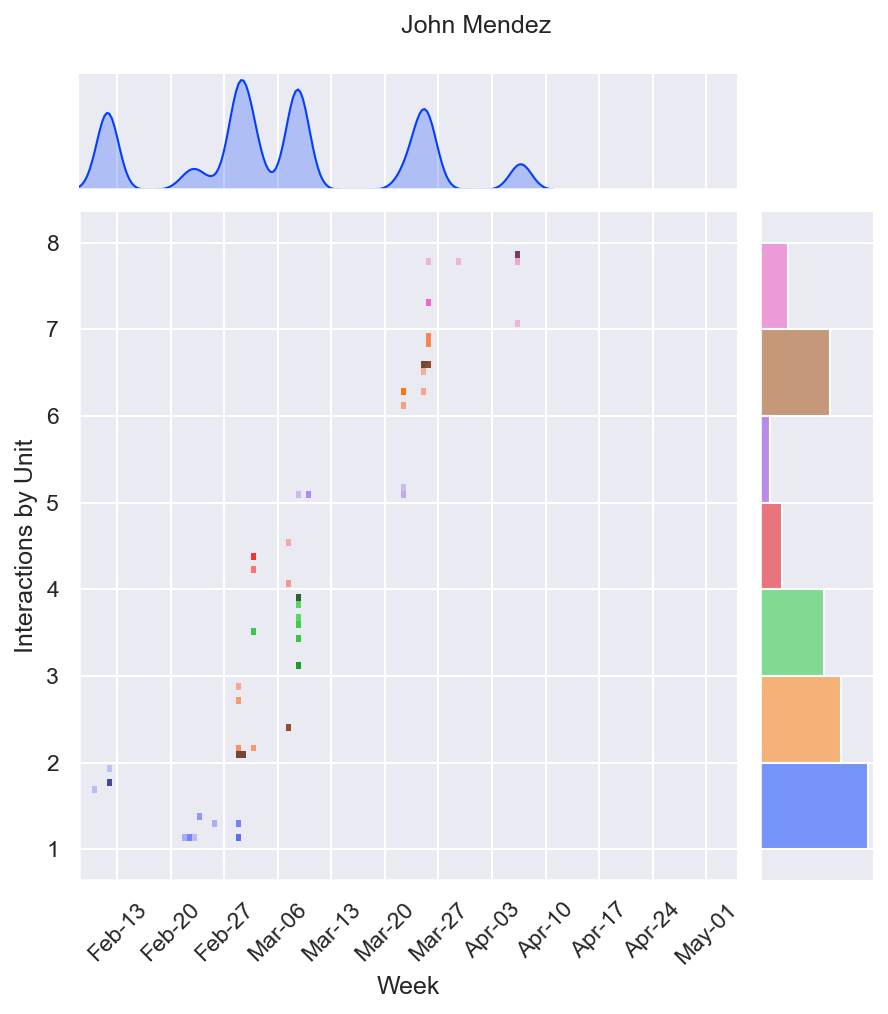 John Mendez
8
7
6
5
4
3
2
1
Interactions by Unit
Feb-13
Feb-20
Feb-27
Mar-06
Mar-13
Mar-20
Mar-27
Apr-03
Apr-10
Apr-17
Apr-24
May-01
Week